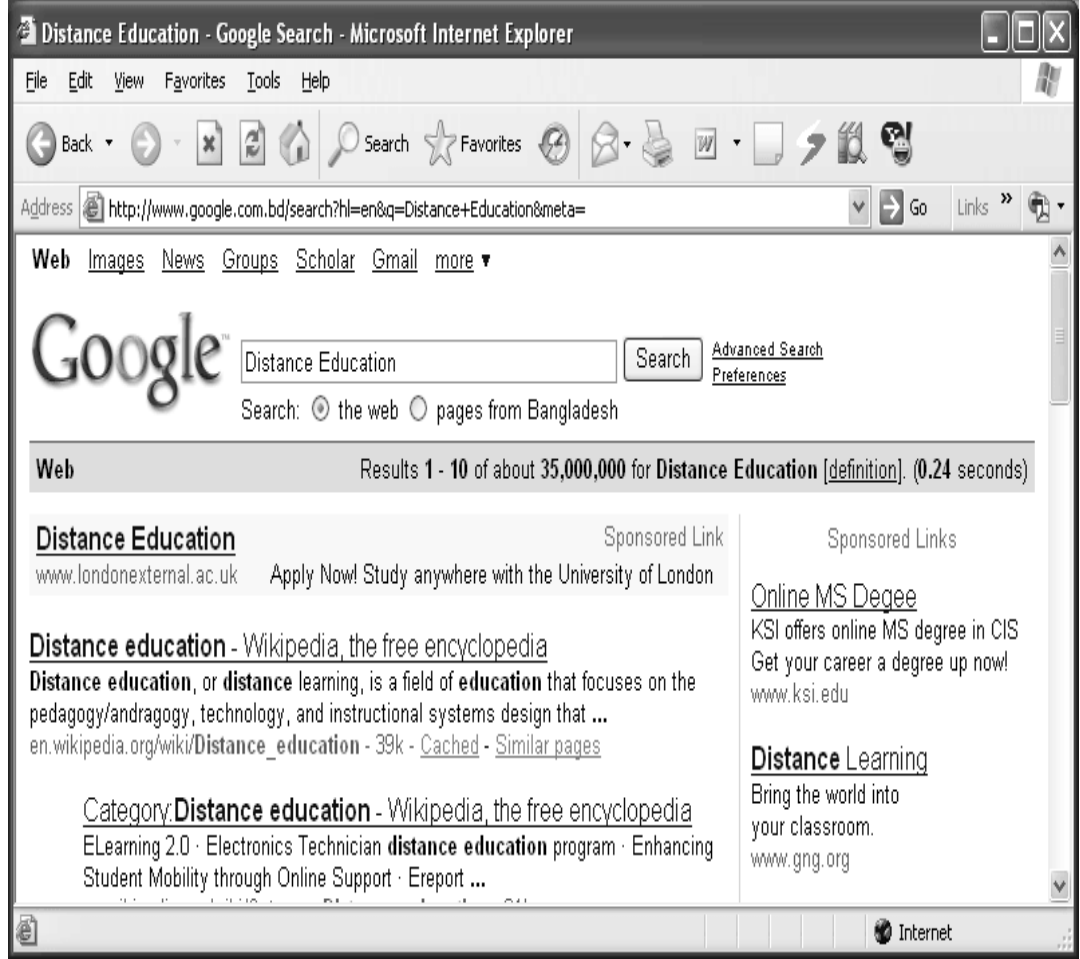 Distance Education - Google Search - Microsoft Internet Explorer
File Edit View Favorites Tools Help
Back Search Favorites
Address http://www.google.com.bd/search?hl=en&q=Distance+Education&meta= Go Links »
Web Images News Groups Scholar Gmail more ▼
Google™
Distance Education Search Advanced Search
Preferences
Search: the web pages from Bangladesh
Web Results 1 - 10 of about 35,000,000 for Distance Education [definition]. (0.24 seconds)
Distance Education Sponsored Link
www.londonexternal.ac.uk Apply Now! Study anywhere with the University of London
Distance education - Wikipedia, the free encyclopedia
Distance education, or distance learning, is a field of education that focuses on the
pedagogy/andragogy, technology, and instructional systems design that ...
en.wikipedia.org/wiki/Distance_education - 39k - Cached - Similar pages
Category:Distance education - Wikipedia, the free encyclopedia
ELearning 2.0 · Electronics Technician distance education program · Enhancing
Student Mobility through Online Support · Ereport ...
Sponsored Links
Online MS Degee
KSI offers online MS degree in CIS
Get your career a degree up now!
www.ksi.edu
Distance Learning
Bring the world into
your classroom.
www.gng.org
Internet